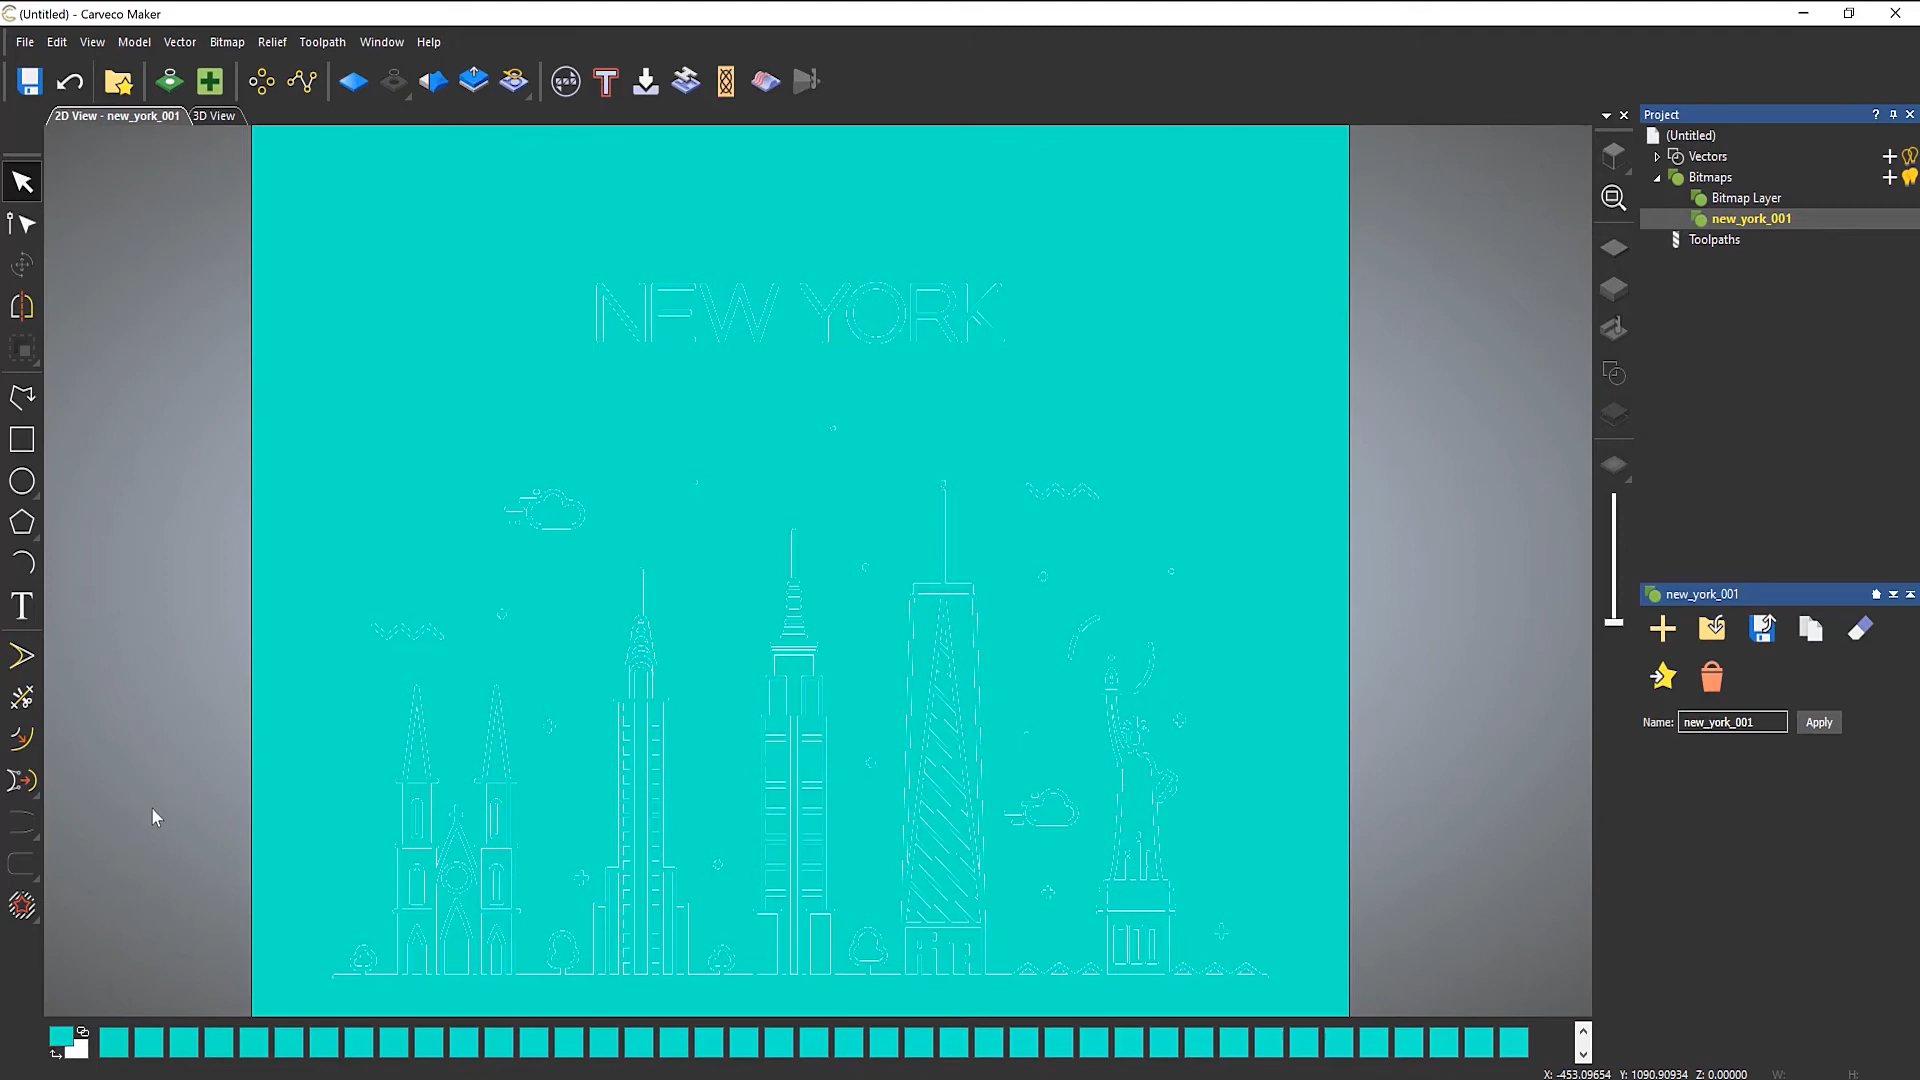 (Untitled) - Carveco Maker
File Edit View Model Vector Bitmap Relief Toolpath Window Help
2D View - new_york_001 3D View
Project
(Untitled)
Vectors
Bitmaps
Bitmap Layer
new_york_001
Toolpaths
NEW YORK
new_york_001
Name: new_york_001 Apply
X: -453.09654 Y: 1090.90934 Z: 0.00000 W: H: